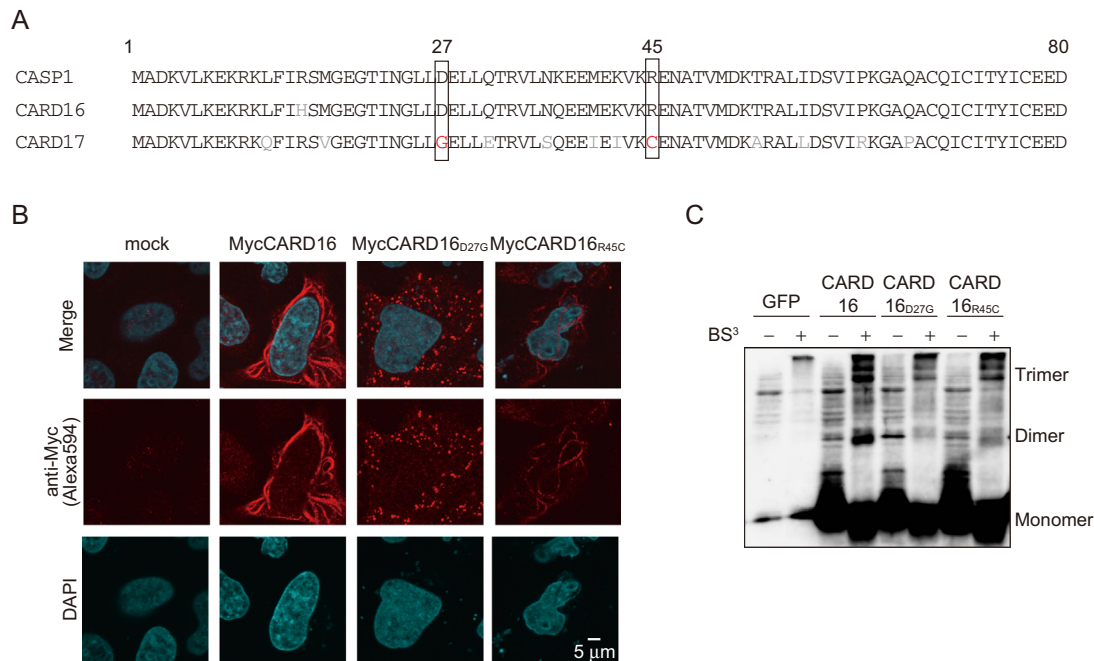 A
1 27 45 80
CASP1 MADKVLKEKRKLFIRSMGEGTINGLLDELLQTRVLNKEEMEKVKRENATVMDKTRALIDSVIPKGAQACQICITYICEED
CARD16 MADKVLKEKRKLFIHSMGEGTINGLLDELLQTRVLNQEEMEKVKRENATVMDKTRALIDSVIPKGAQACQICITYICEED
CARD17 MADKVLKEKRKQFIRSVGEGTINGLLGELLETRVLSQEEIEIVKCENATVMDKARALLDSVIRKGAPACQICITYICEED
B
mock MycCARD16 MycCARD16D27G MycCARD16R45C
Merge
anti-Myc
(Alexa594)
DAPI
5 µm
C
GFP CARD 16 CARD 16D27G CARD 16R45C
BS³ – + – + – + – +
Trimer
Dimer
Monomer